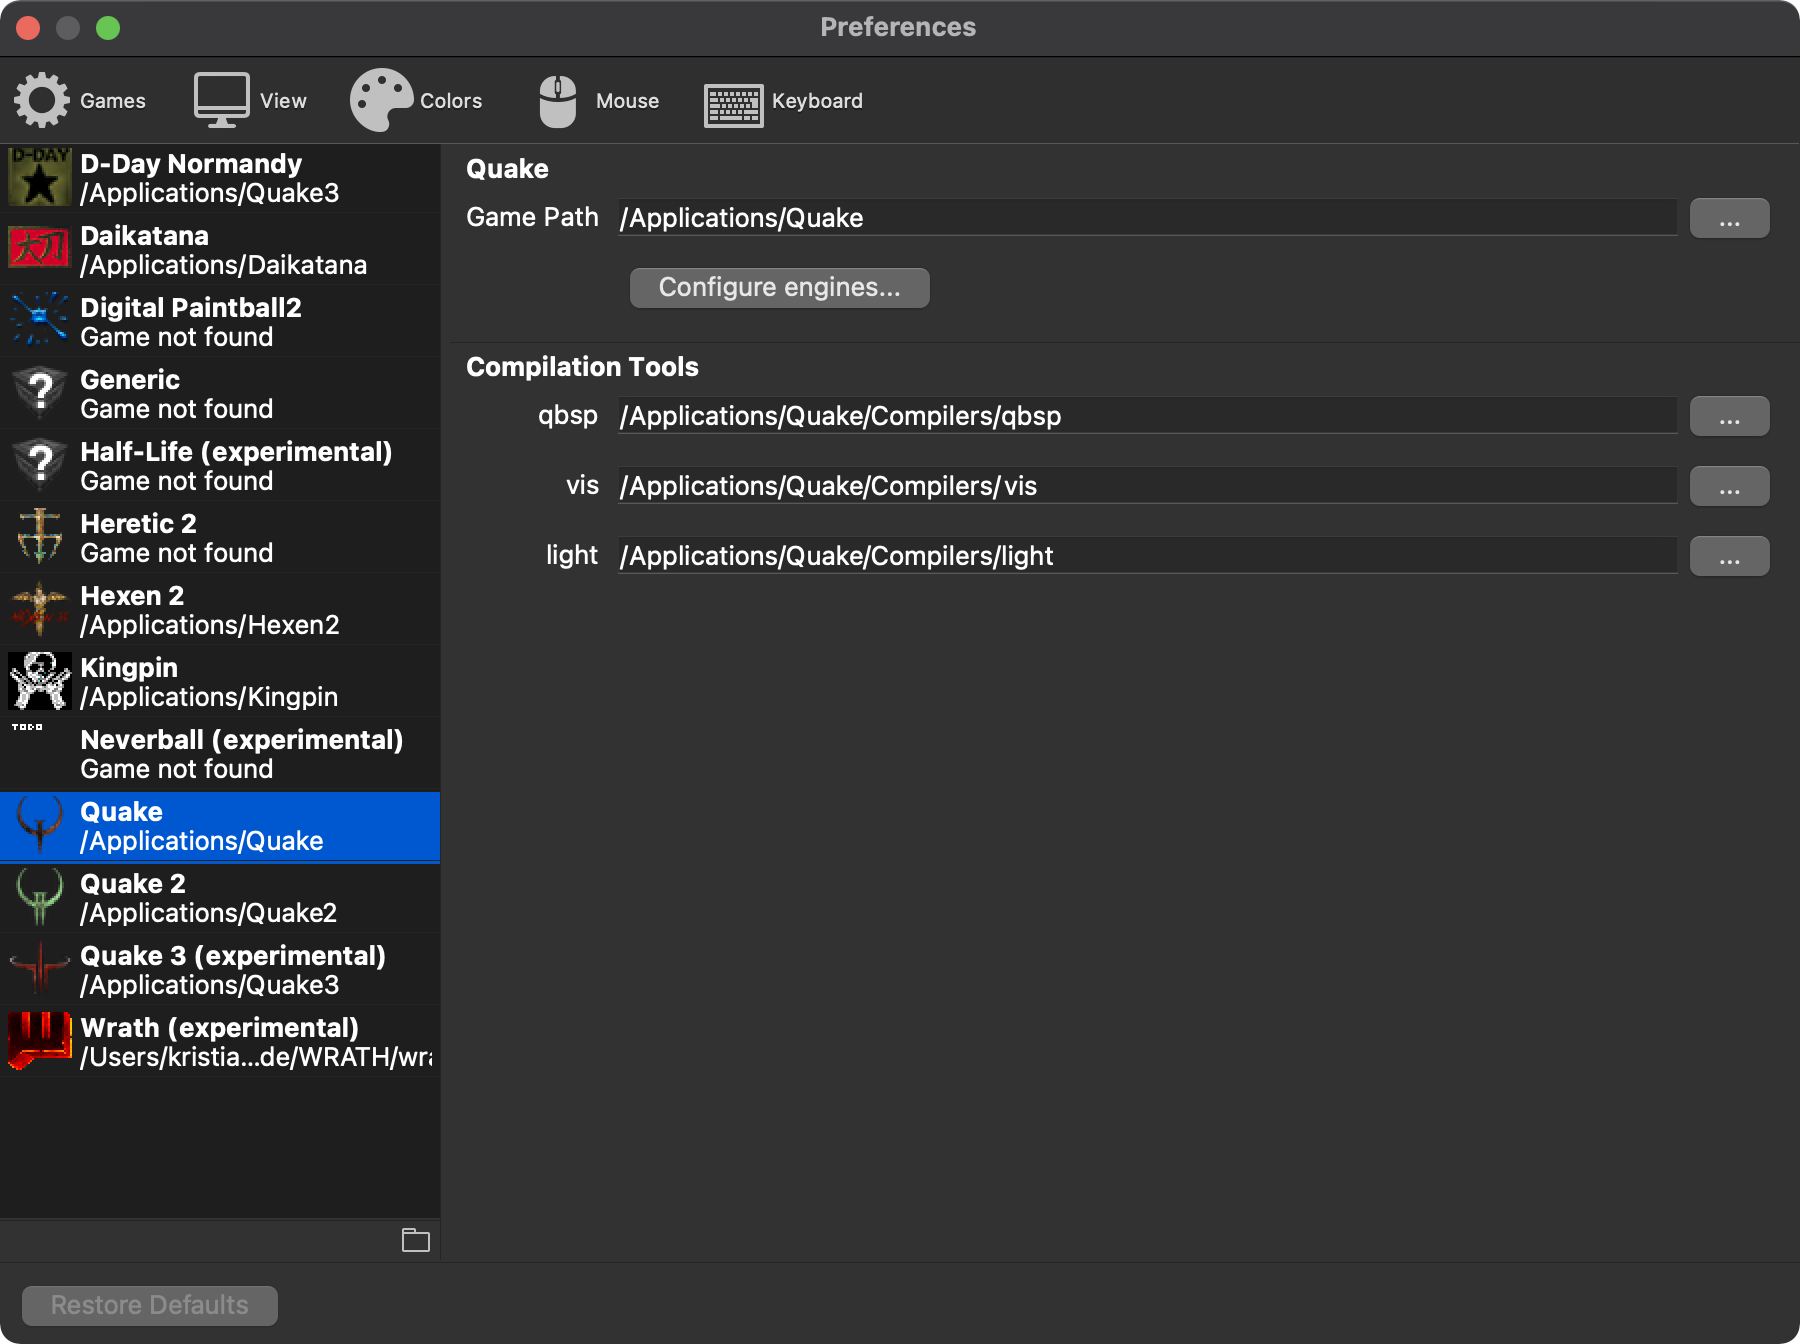 Preferences
Games
View
Colors
Mouse
Keyboard
D-DAY
D-Day Normandy
/Applications/Quake3
Daikatana
/Applications/Daikatana
Digital Paintball2
Game not found
?
Generic
Game not found
?
Half-Life (experimental)
Game not found
Heretic 2
Game not found
Hexen 2
/Applications/Hexen2
Kingpin
/Applications/Kingpin
TODO
Neverball (experimental)
Game not found
Quake
/Applications/Quake
Quake 2
/Applications/Quake2
Quake 3 (experimental)
/Applications/Quake3
Wrath (experimental)
/Users/kristia...de/WRATH/wra
Restore Defaults
Quake
Game Path /Applications/Quake ...
Configure engines...
Compilation Tools
qbsp /Applications/Quake/Compilers/qbsp ...
vis /Applications/Quake/Compilers/vis ...
light /Applications/Quake/Compilers/light ...